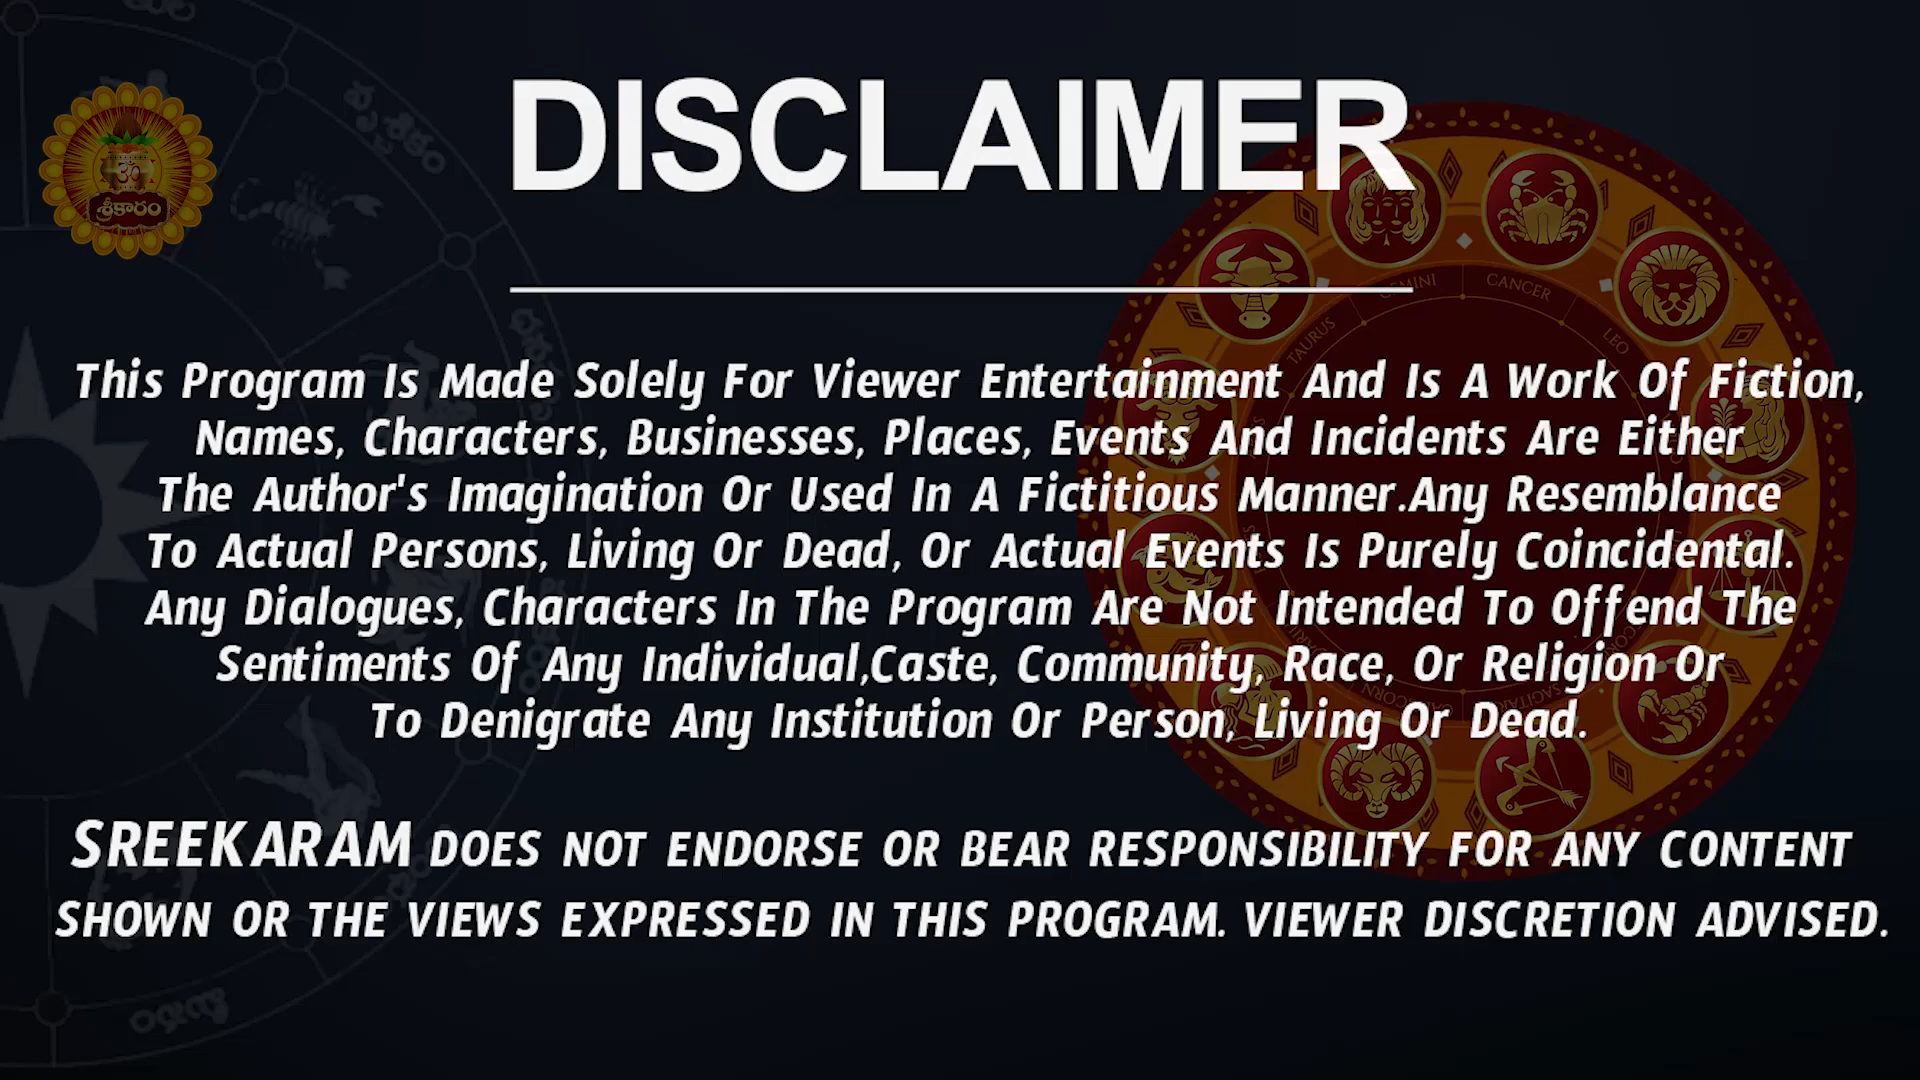 DISCLAIMER
శ్రీకారం
వృశ్చికం
GEMINI
CANCER
TAURUS
LEO
This Program Is Made Solely For Viewer Entertainment And Is A Work Of Fiction,
Names, Characters, Businesses, Places, Events And Incidents Are Either
The Author's Imagination Or Used In A Fictitious Manner.Any Resemblance
To Actual Persons, Living Or Dead, Or Actual Events Is Purely Coincidental.
Any Dialogues, Characters In The Program Are Not Intended To Offend The
Sentiments Of Any Individual,Caste, Community, Race, Or Religion Or
To Denigrate Any Institution Or Person, Living Or Dead.
SREEKARAM DOES NOT ENDORSE OR BEAR RESPONSIBILITY FOR ANY CONTENT
SHOWN OR THE VIEWS EXPRESSED IN THIS PROGRAM. VIEWER DISCRETION ADVISED.